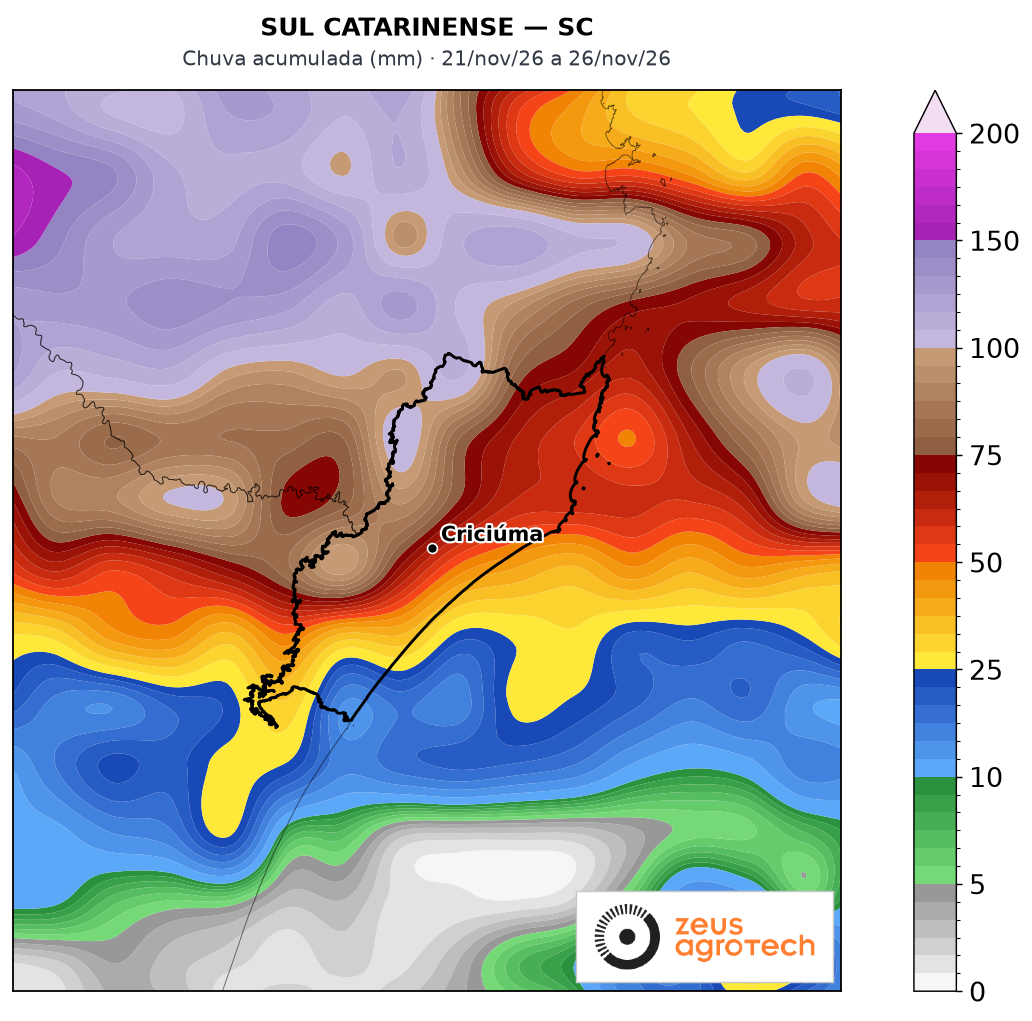 SUL CATARINENSE — SC
Chuva acumulada (mm) · 21/nov/26 a 26/nov/26
200
150
100
75
50
25
10
5
0
Criciúma
zeus
agrotech